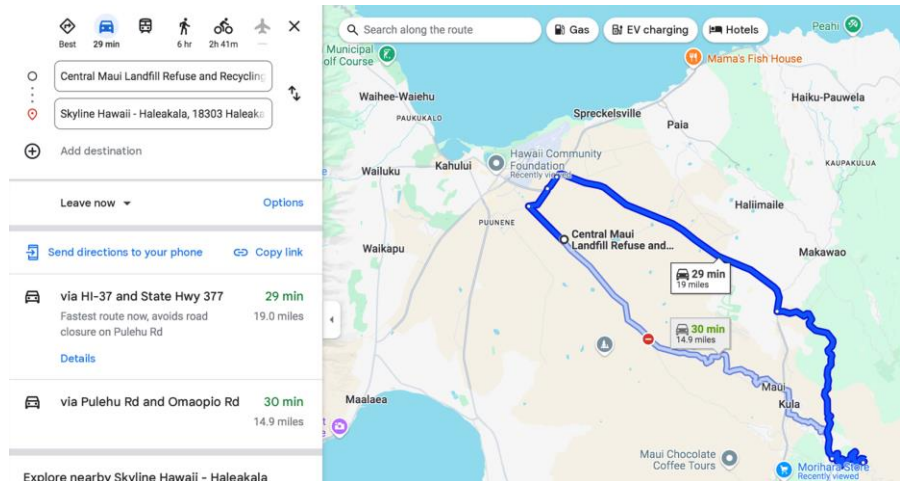 Best
29 min
6 hr
2h 41m
—
Central Maui Landfill Refuse and Recycling
Skyline Hawaii - Haleakala, 18303 Haleaka
Add destination
Leave now
Options
Send directions to your phone
Copy link
via HI-37 and State Hwy 377
29 min
Fastest route now, avoids road
closure on Pulehu Rd
19.0 miles
Details
via Pulehu Rd and Omaopio Rd
30 min
14.9 miles
Explore nearby Skyline Hawaii - Haleakala
Search along the route
Gas
EV charging
Hotels
Peahi
Municipal
olf Course
Mama's Fish House
Waihee-Waiehu
Haiku-Pauwela
PAUKUKALO
Spreckelsville
Paia
Hawaii Community
Foundation
Recently viewed
Kahului
Wailuku
KAUPAKULUA
Haliimaile
PUUNENE
Central Maui
Landfill Refuse and...
Waikapu
Makawao
29 min
19 miles
30 min
14.9 miles
Maui
Kula
Maalaea
Maui Chocolate
Coffee Tours
Morihara Store
Recently viewed